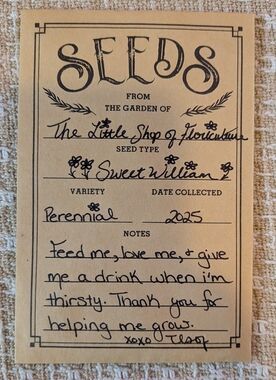 SEEDS
FROM
THE GARDEN OF
The Little Shop of Floriculture
SEED TYPE
Sweet William
VARIETY DATE COLLECTED
Perennial 2025
NOTES
Feed me, love me, & give
me a drink when i'm
thirsty. Thank you for
helping me grow.
xoxo